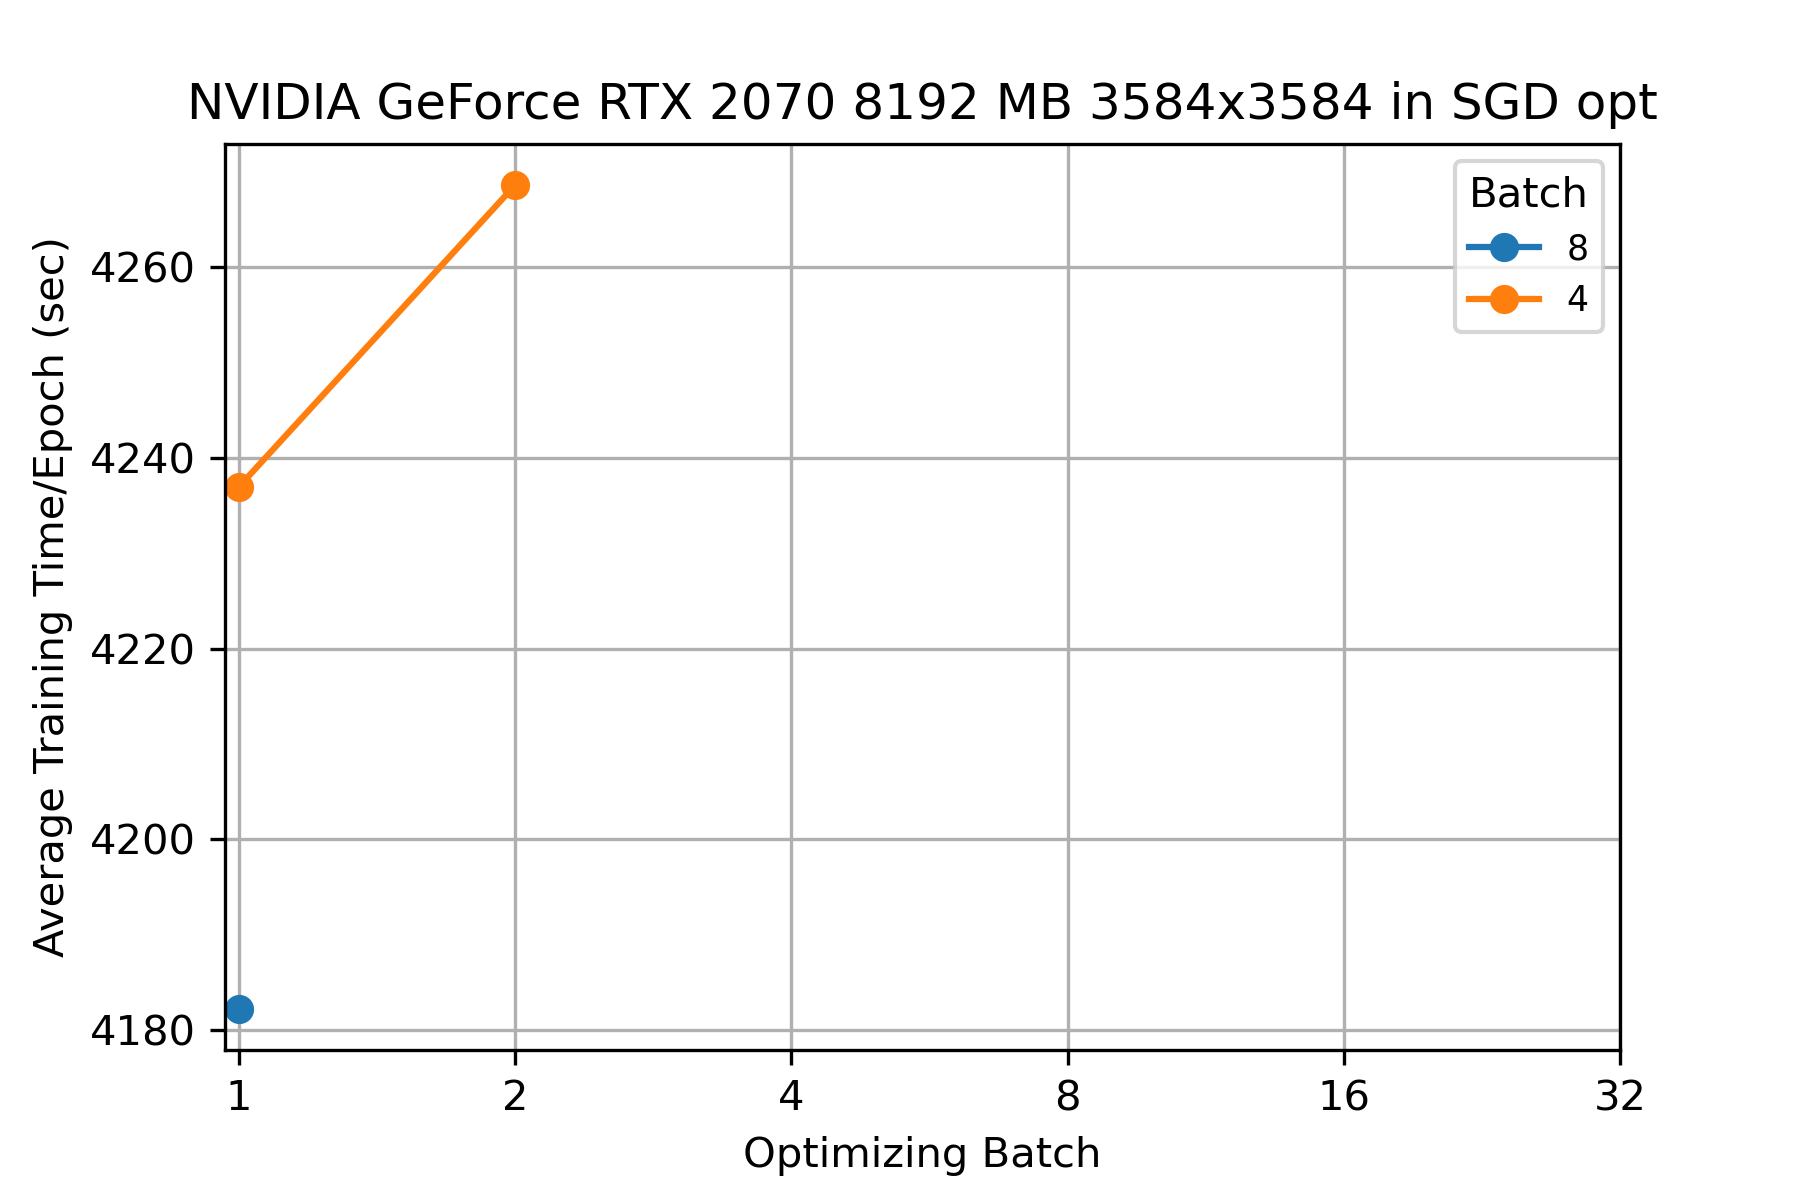 NVIDIA GeForce RTX 2070 8192 MB 3584x3584 in SGD opt
Average Training Time/Epoch (sec)
4260
4240
4220
4200
4180
Batch
8
4
1 2 4 8 16 32
Optimizing Batch